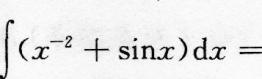 ∫(x⁻² + sinx)dx =